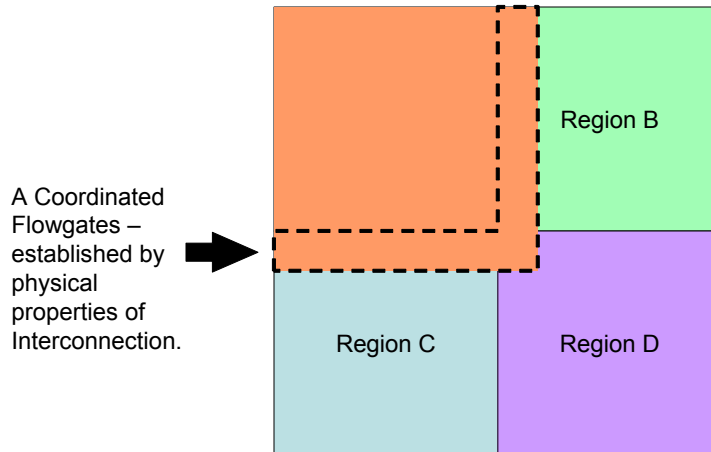 Region B
A Coordinated
Flowgates –
established by
physical
properties of
Interconnection.
Region C
Region D